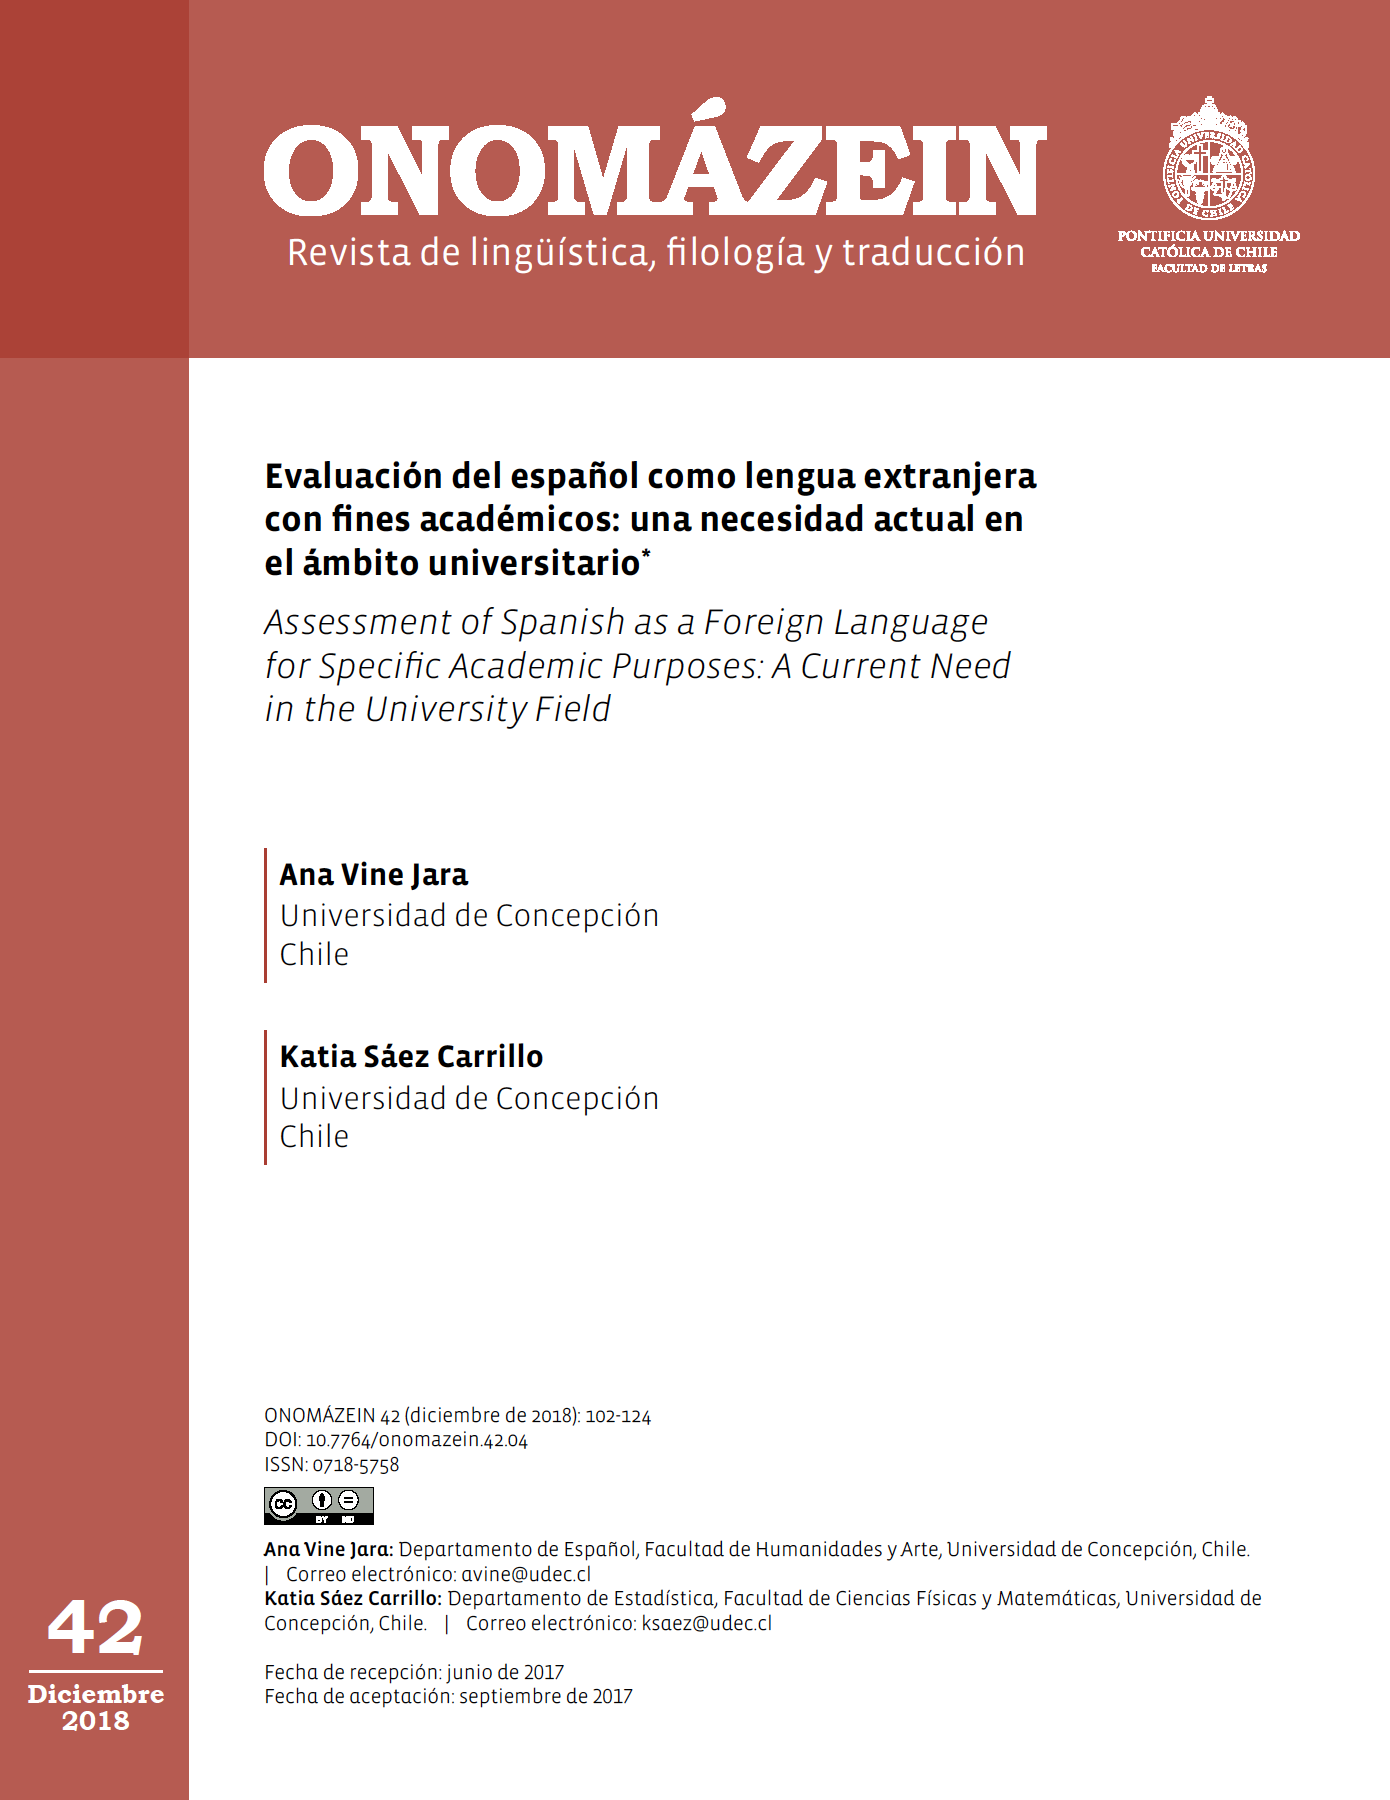 ONOMÁZEIN
Revista de lingüística, filología y traducción
PONTIFICIA UNIVERSIDAD CATÓLICA DE CHILE
PONTIFICIA UNIVERSIDAD
CATÓLICA DE CHILE
FACULTAD DE LETRAS
Evaluación del español como lengua extranjera
con fines académicos: una necesidad actual en
el ámbito universitario*
Assessment of Spanish as a Foreign Language
for Specific Academic Purposes: A Current Need
in the University Field
Ana Vine Jara
Universidad de Concepción
Chile
Katia Sáez Carrillo
Universidad de Concepción
Chile
ONOMÁZEIN 42 (diciembre de 2018): 102-124
DOI: 10.7764/onomazein.42.04
ISSN: 0718-5758
cc BY ND
Ana Vine Jara: Departamento de Español, Facultad de Humanidades y Arte, Universidad de Concepción, Chile.
| Correo electrónico: avine@udec.cl
Katia Sáez Carrillo: Departamento de Estadística, Facultad de Ciencias Físicas y Matemáticas, Universidad de
Concepción, Chile. | Correo electrónico: ksaez@udec.cl
Fecha de recepción: junio de 2017
Fecha de aceptación: septiembre de 2017
42
Diciembre
2018